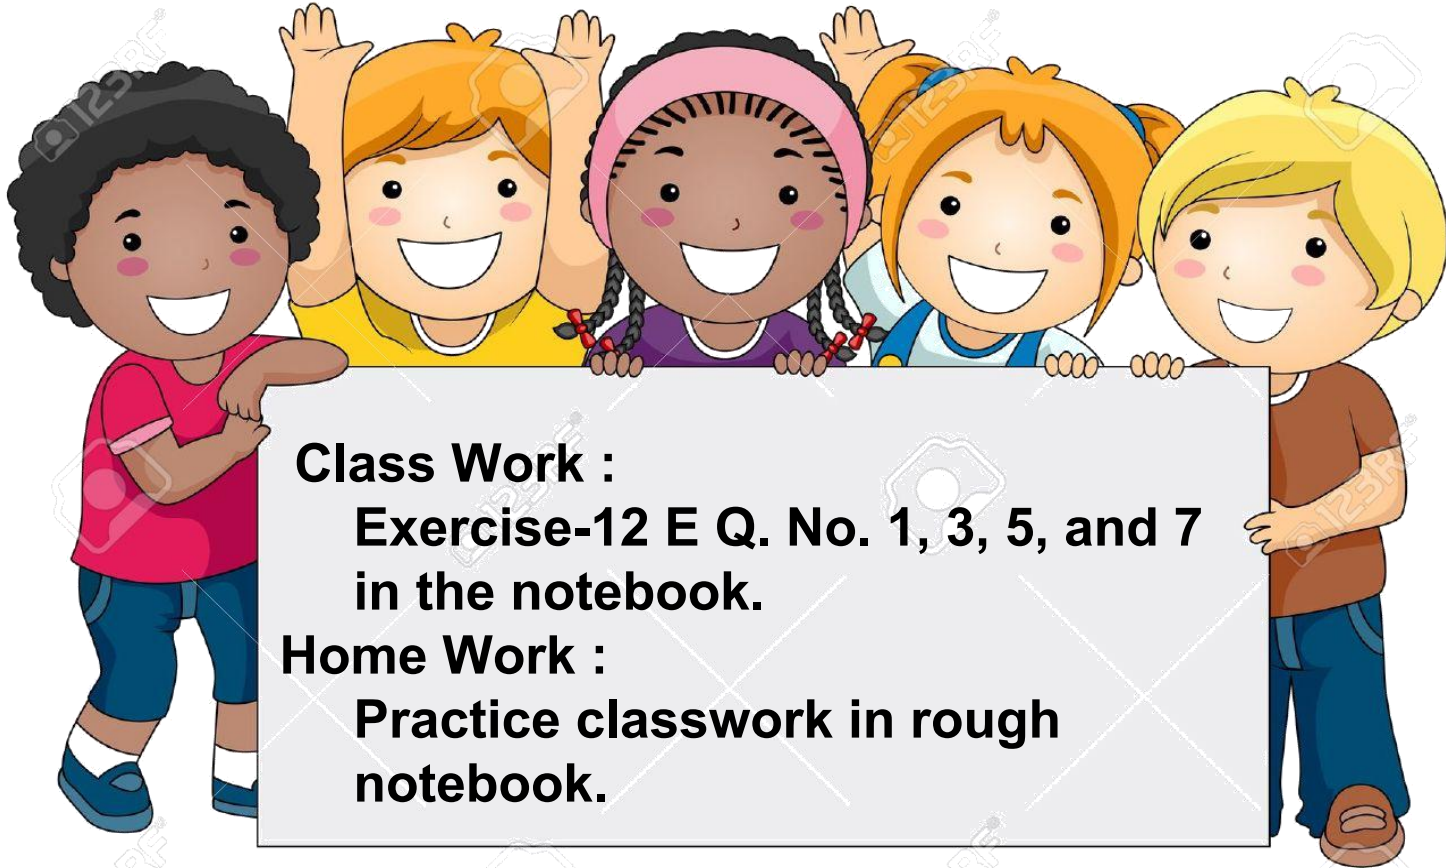 Class Work :
Exercise-12 E Q. No. 1, 3, 5, and 7
in the notebook.
Home Work :
Practice classwork in rough
notebook.
123RF